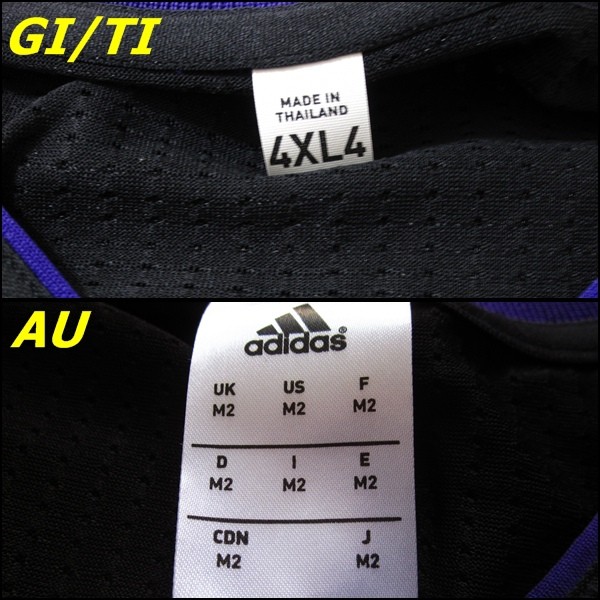 GI/TI
MADE IN
THAILAND
4XL4
AU
adidas®
UK US F
M2 M2 M2
D I E
M2 M2 M2
CDN J
M2 M2